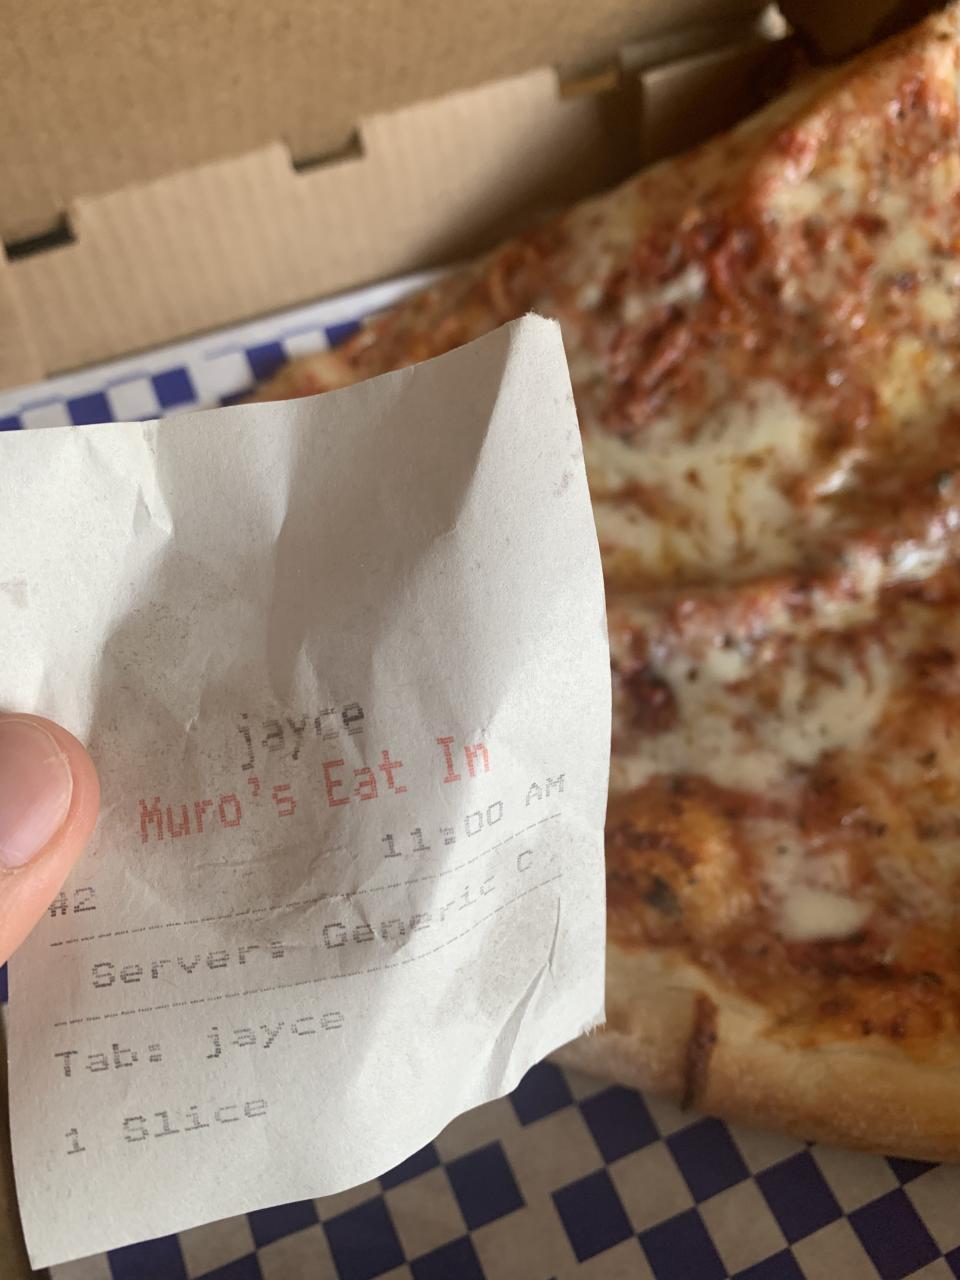 jayce
Muro's Eat In
11:00 AM
#2
Server: Generic C
Tab: jayce
1 Slice